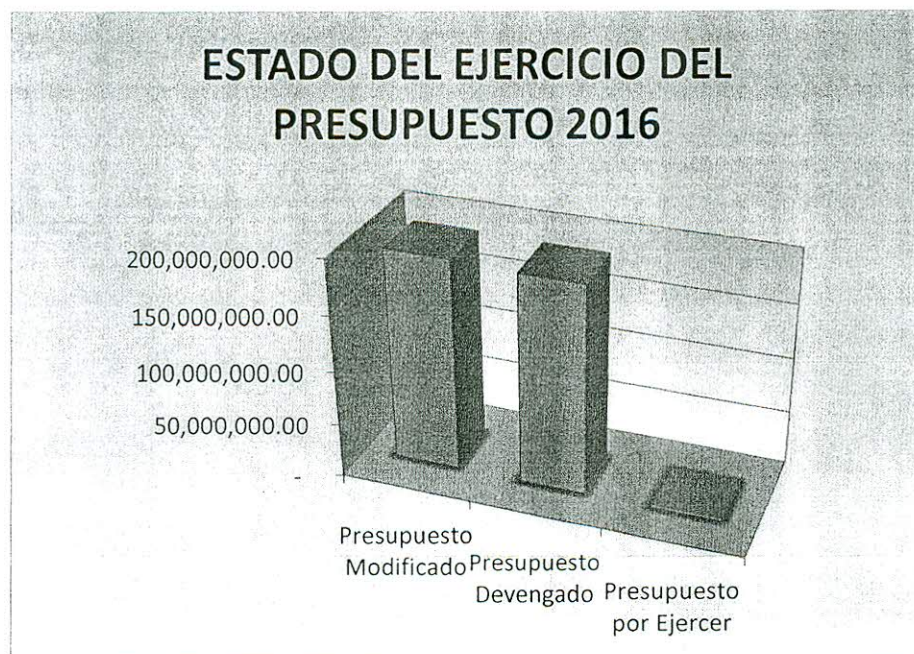 ESTADO DEL EJERCICIO DEL
PRESUPUESTO 2016
200,000,000.00
150,000,000.00
100,000,000.00
50,000,000.00
-
Presupuesto
Modificado
Presupuesto
Devengado
Presupuesto
por Ejercer